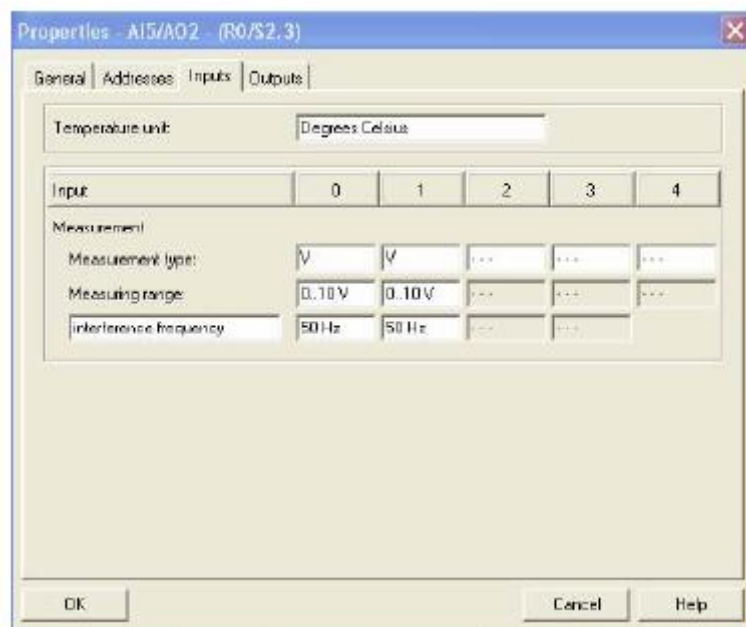 Properties - AI5/AO2 - (R0/S2.3)
General Addresses Inputs Outputs
Temperature unit: Degrees Celsius
Input 0 1 2 3 4
Measurement
Measurement type: V V --- --- ---
Measuring range: 0..10 V 0..10 V --- --- ---
interference frequency 50 Hz 50 Hz --- ---
OK Cancel Help